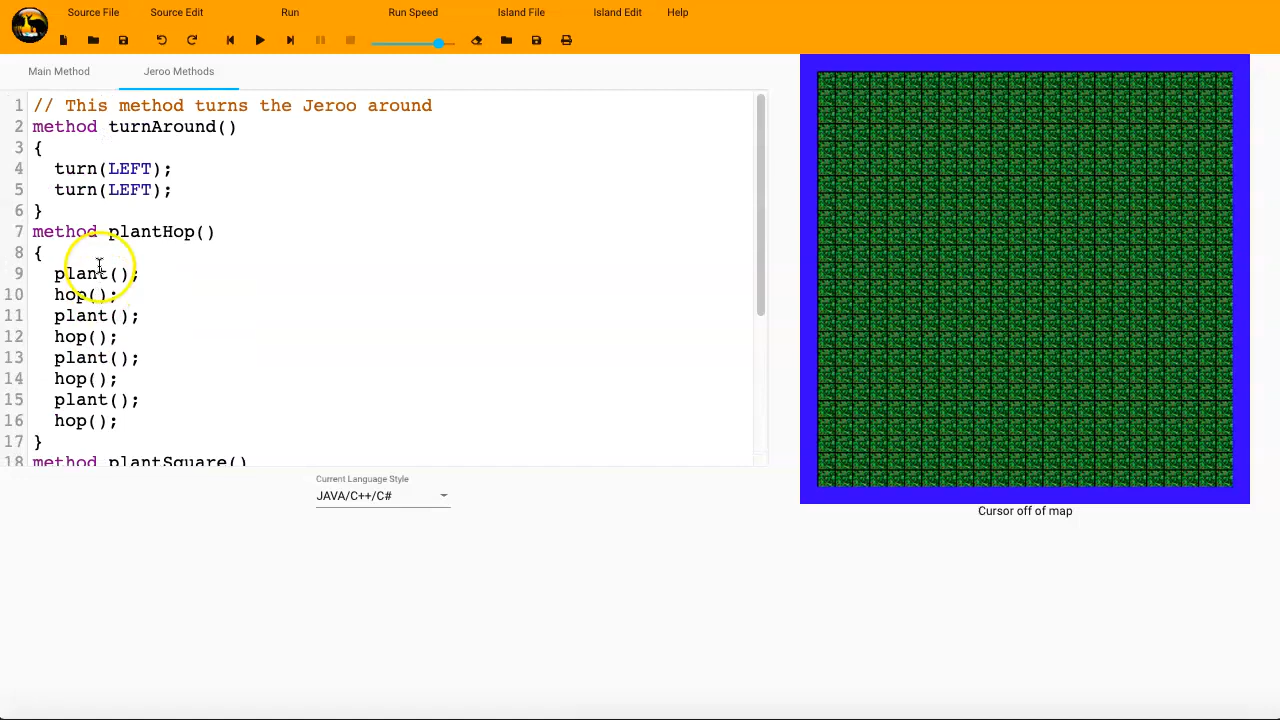 Source File Source Edit Run Run Speed Island File Island Edit Help
Main Method Jeroo Methods
1 // This method turns the Jeroo around
2 method turnAround()
3 {
4 turn(LEFT);
5 turn(LEFT);
6 }
7 method plantHop()
8 {
9 plant();
10 hop();
11 plant();
12 hop();
13 plant();
14 hop();
15 plant();
16 hop();
17 }
18 method plantSquare()
Current Language Style
JAVA/C++/C#
Cursor off of map